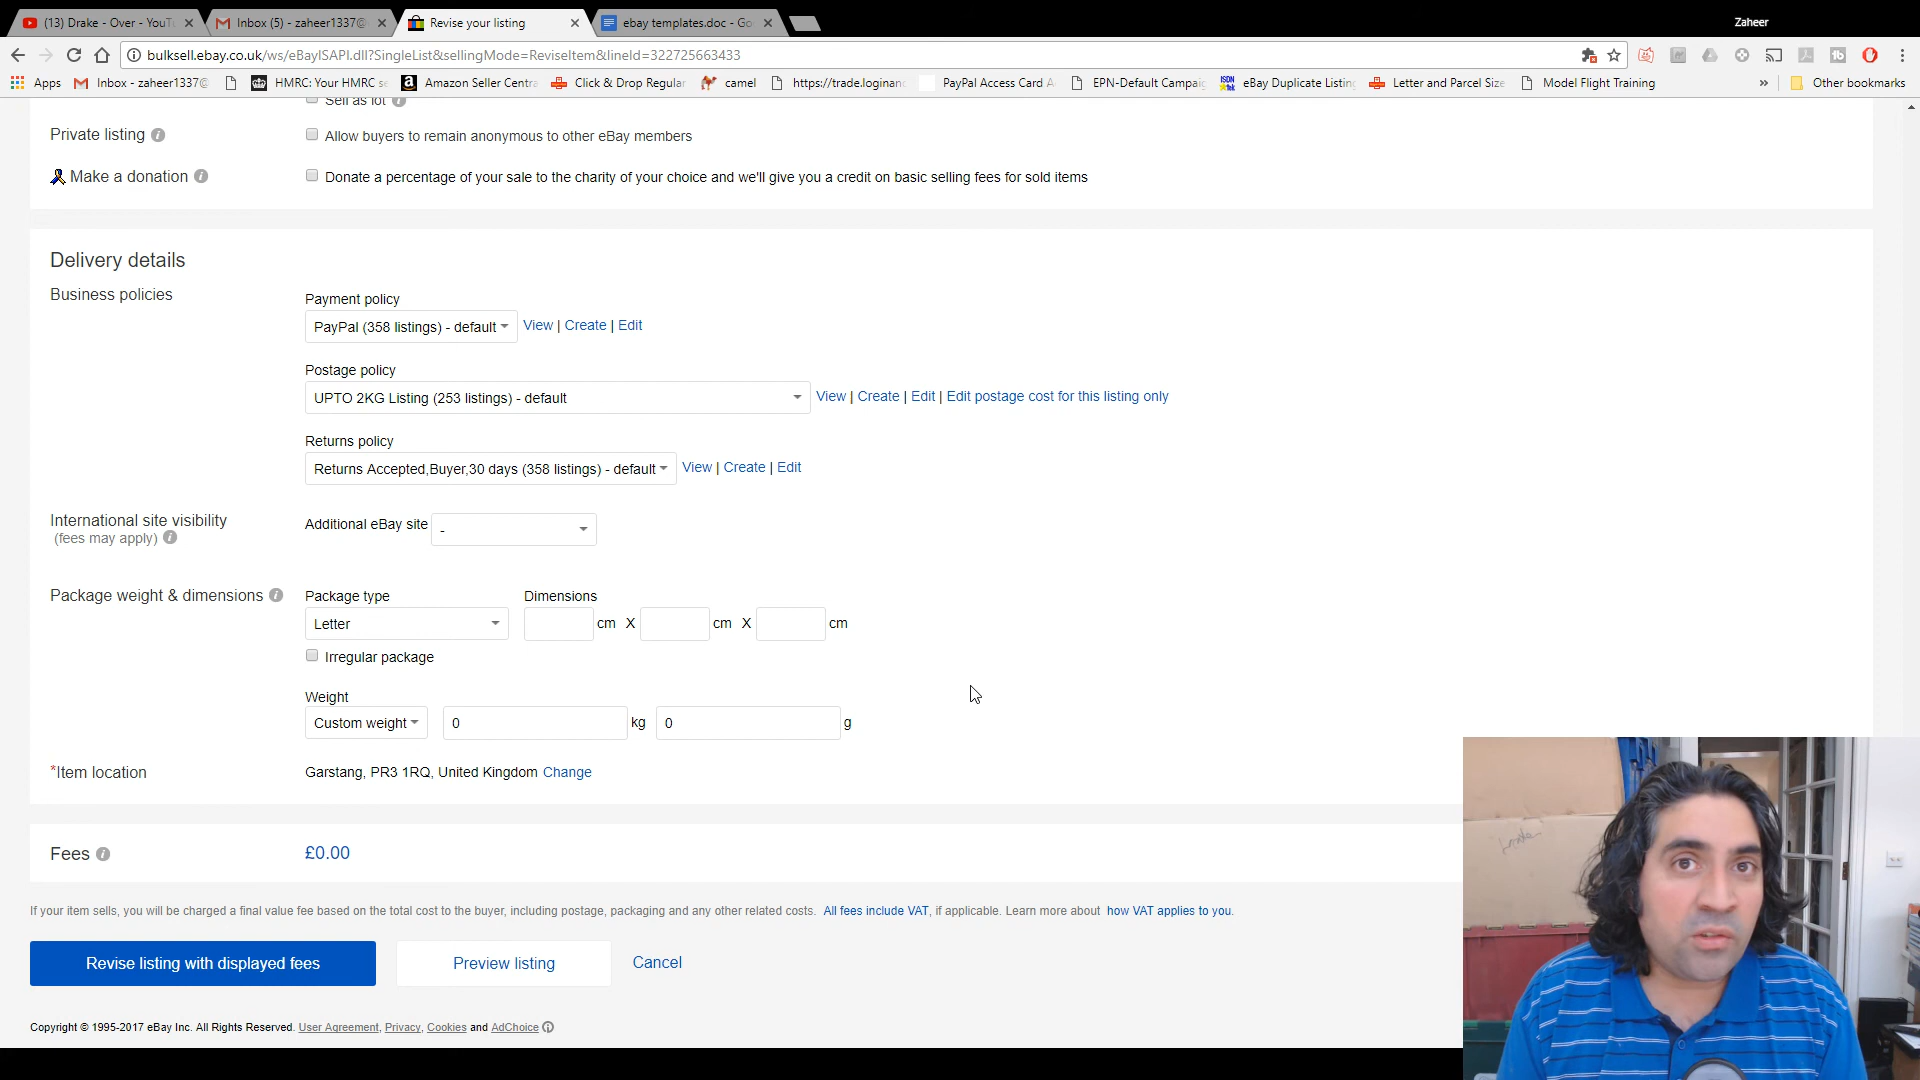 (13) Drake - Over - YouTu
Inbox (5) - zaheer1337@
Revise your listing
ebay templates.doc - Go
Zaheer
bulksell.ebay.co.uk/ws/eBayISAPI.dll?SingleList&sellingMode=ReviseItem&lineId=322725663433
Apps
Inbox - zaheer1337@
HMRC: Your HMRC se
Amazon Seller Centra
Click & Drop Regular
camel
https://trade.loginan
PayPal Access Card A
EPN-Default Campaig
eBay Duplicate Listing
Letter and Parcel Size
Model Flight Training
»
Other bookmarks
Sell as lot
Private listing
Allow buyers to remain anonymous to other eBay members
Make a donation
Donate a percentage of your sale to the charity of your choice and we'll give you a credit on basic selling fees for sold items
Delivery details
Business policies
Payment policy
PayPal (358 listings) - default
View | Create | Edit
Postage policy
UPTO 2KG Listing (253 listings) - default
View | Create | Edit | Edit postage cost for this listing only
Returns policy
Returns Accepted,Buyer,30 days (358 listings) - default
View | Create | Edit
International site visibility
(fees may apply)
Additional eBay site
-
Package weight & dimensions
Package type
Dimensions
Letter
cm X cm X cm
Irregular package
Weight
Custom weight
0 kg 0 g
*Item location
Garstang, PR3 1RQ, United Kingdom Change
Fees
£0.00
If your item sells, you will be charged a final value fee based on the total cost to the buyer, including postage, packaging and any other related costs. All fees include VAT, if applicable. Learn more about how VAT applies to you.
Revise listing with displayed fees
Preview listing
Cancel
Copyright © 1995-2017 eBay Inc. All Rights Reserved. User Agreement, Privacy, Cookies and AdChoice